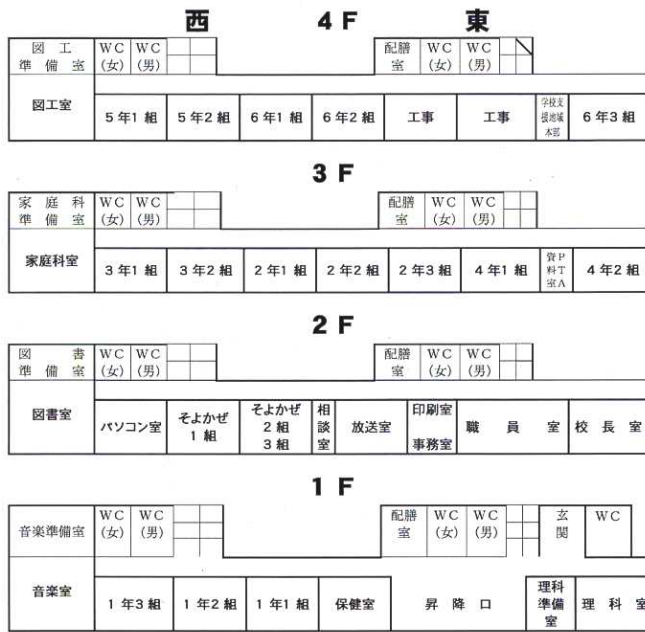 西 4F 東
図工準備室 WC(女) WC(男) 配膳室 WC(女) WC(男)
図工室 5年1組 5年2組 6年1組 6年2組 工事 工事 学校支援地域本部 6年3組
3F
家庭科準備室 WC(女) WC(男) 配膳室 WC(女) WC(男)
家庭科室 3年1組 3年2組 2年1組 2年2組 2年3組 4年1組 PTA資料室 4年2組
2F
図書準備室 WC(女) WC(男) 配膳室 WC(女) WC(男)
図書室 パソコン室 そよかぜ1組 そよかぜ2組3組 相談室 放送室 印刷室 事務室 職員室 校長室
1F
音楽準備室 WC(女) WC(男) 配膳室 WC(女) WC(男) 玄関 WC
音楽室 1年3組 1年2組 1年1組 保健室 昇降口 理科準備室 理科室